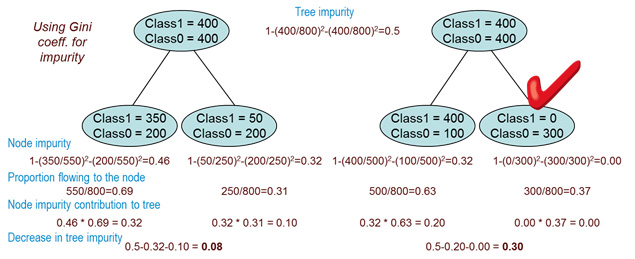 Using Gini
coeff. for
impurity
Class1 = 400
Class0 = 400
Tree impurity
1-(400/800)²-(400/800)²=0.5
Class1 = 400
Class0 = 400
Class1 = 350
Class0 = 200
Class1 = 50
Class0 = 200
Class1 = 400
Class0 = 100
Class1 = 0
Class0 = 300
Node impurity
1-(350/550)²-(200/550)²=0.46 1-(50/250)²-(200/250)²=0.32 1-(400/500)²-(100/500)²=0.32 1-(0/300)²-(300/300)²=0.00
Proportion flowing to the node
550/800=0.69 250/800=0.31 500/800=0.63 300/800=0.37
Node impurity contribution to tree
0.46 * 0.69 = 0.32 0.32 * 0.31 = 0.10 0.32 * 0.63 = 0.20 0.00 * 0.37 = 0.00
Decrease in tree impurity
0.5-0.32-0.10 = 0.08 0.5-0.20-0.00 = 0.30